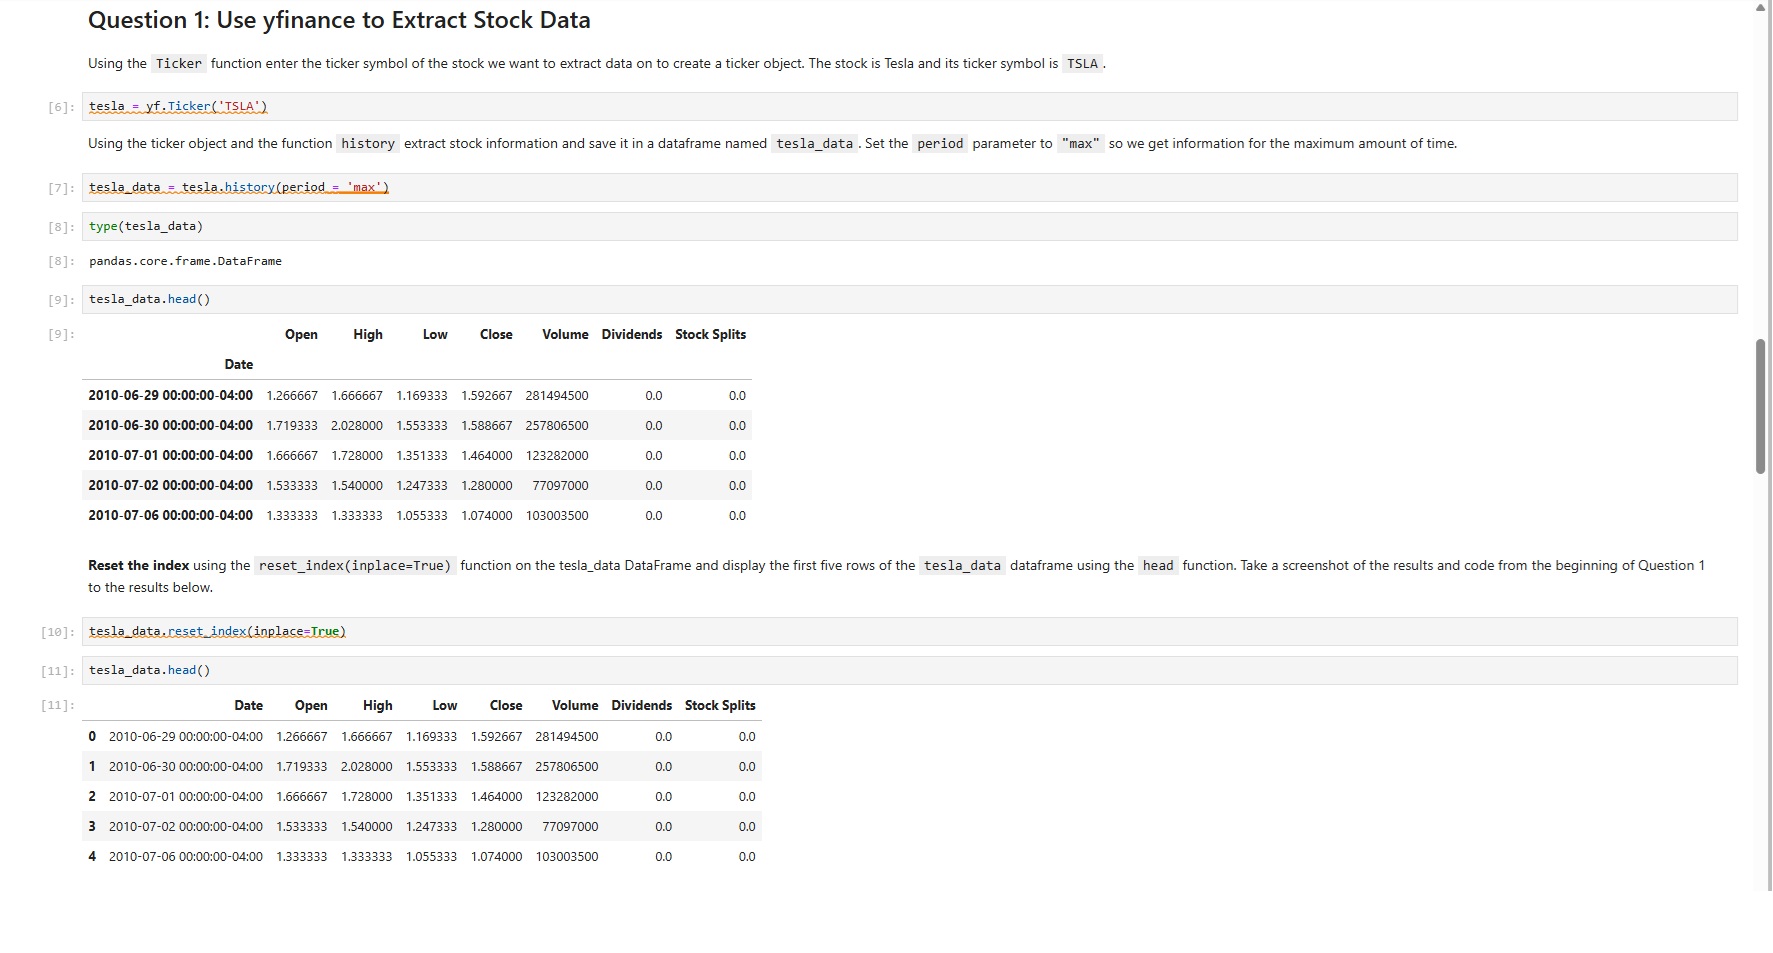 Question 1: Use yfinance to Extract Stock Data
Using the Ticker function enter the ticker symbol of the stock we want to extract data on to create a ticker object. The stock is Tesla and its ticker symbol is TSLA .
[6]: tesla = yf.Ticker('TSLA')
Using the ticker object and the function history extract stock information and save it in a dataframe named tesla_data . Set the period parameter to "max" so we get information for the maximum amount of time.
[7]: tesla_data = tesla.history(period = 'max')
[8]: type(tesla_data)
[8]: pandas.core.frame.DataFrame
[9]: tesla_data.head()
[9]: Open High Low Close Volume Dividends Stock Splits
Date
2010-06-29 00:00:00-04:00 1.266667 1.666667 1.169333 1.592667 281494500 0.0 0.0
2010-06-30 00:00:00-04:00 1.719333 2.028000 1.553333 1.588667 257806500 0.0 0.0
2010-07-01 00:00:00-04:00 1.666667 1.728000 1.351333 1.464000 123282000 0.0 0.0
2010-07-02 00:00:00-04:00 1.533333 1.540000 1.247333 1.280000 77097000 0.0 0.0
2010-07-06 00:00:00-04:00 1.333333 1.333333 1.055333 1.074000 103003500 0.0 0.0
Reset the index using the reset_index(inplace=True) function on the tesla_data DataFrame and display the first five rows of the tesla_data dataframe using the head function. Take a screenshot of the results and code from the beginning of Question 1
to the results below.
[10]: tesla_data.reset_index(inplace=True)
[11]: tesla_data.head()
[11]: Date Open High Low Close Volume Dividends Stock Splits
0 2010-06-29 00:00:00-04:00 1.266667 1.666667 1.169333 1.592667 281494500 0.0 0.0
1 2010-06-30 00:00:00-04:00 1.719333 2.028000 1.553333 1.588667 257806500 0.0 0.0
2 2010-07-01 00:00:00-04:00 1.666667 1.728000 1.351333 1.464000 123282000 0.0 0.0
3 2010-07-02 00:00:00-04:00 1.533333 1.540000 1.247333 1.280000 77097000 0.0 0.0
4 2010-07-06 00:00:00-04:00 1.333333 1.333333 1.055333 1.074000 103003500 0.0 0.0